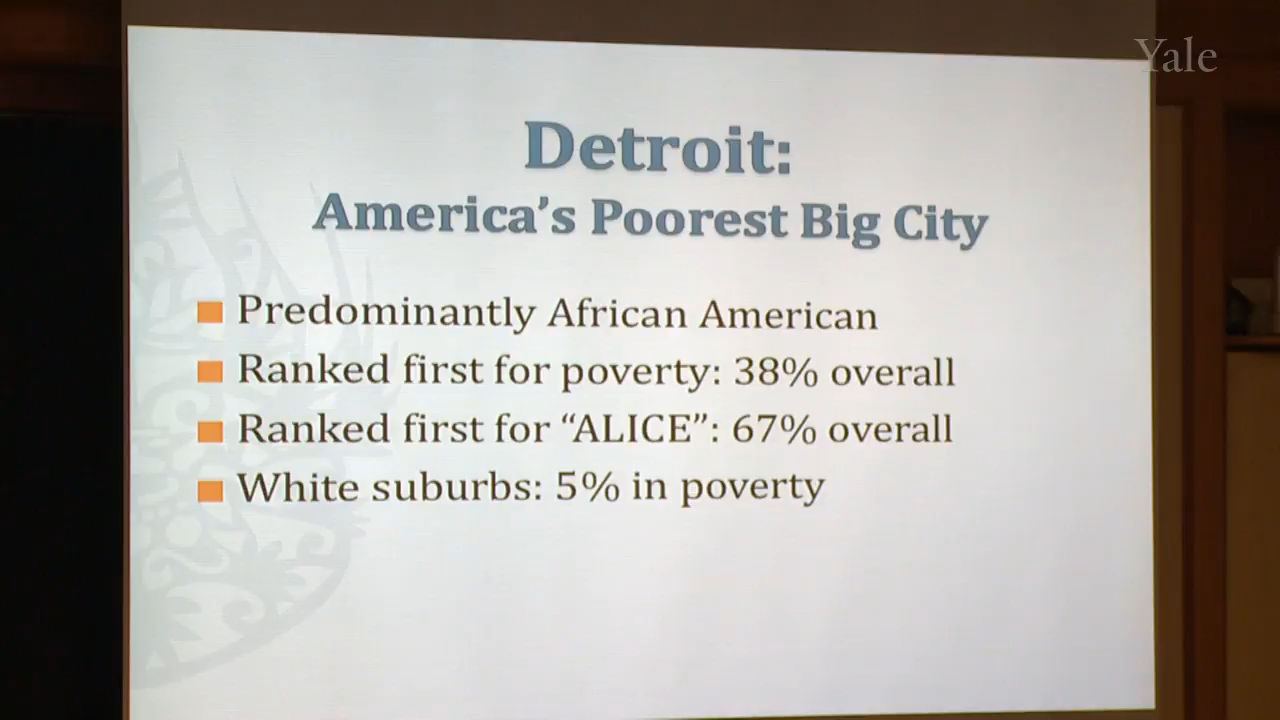 Yale
Detroit:
America's Poorest Big City
Predominantly African American
Ranked first for poverty: 38% overall
Ranked first for “ALICE”: 67% overall
White suburbs: 5% in poverty